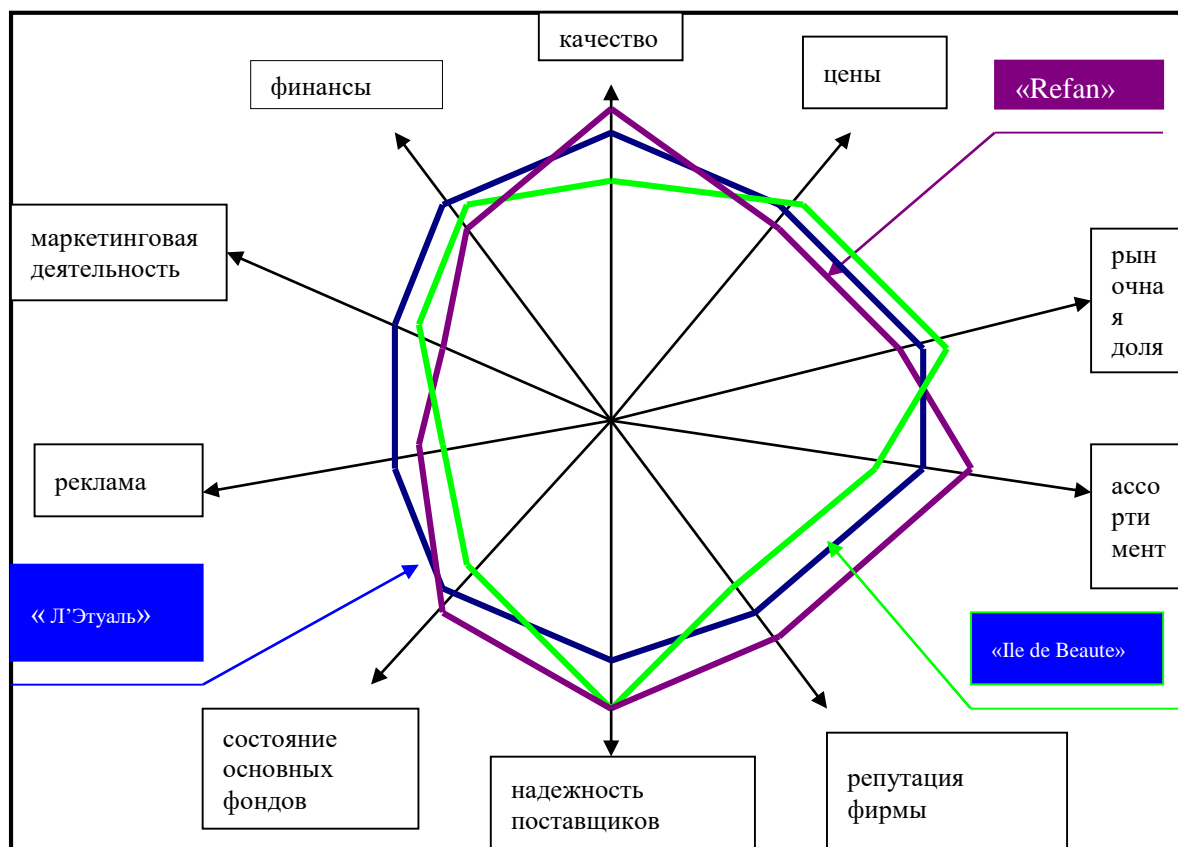 качество
цены
финансы
«Refan»
маркетинговая
деятельность
рын
очна
я
доля
реклама
ассо
рти
мент
« Л’Этуаль»
«Ile de Beaute»
состояние
основных
фондов
надежность
поставщиков
репутация
фирмы